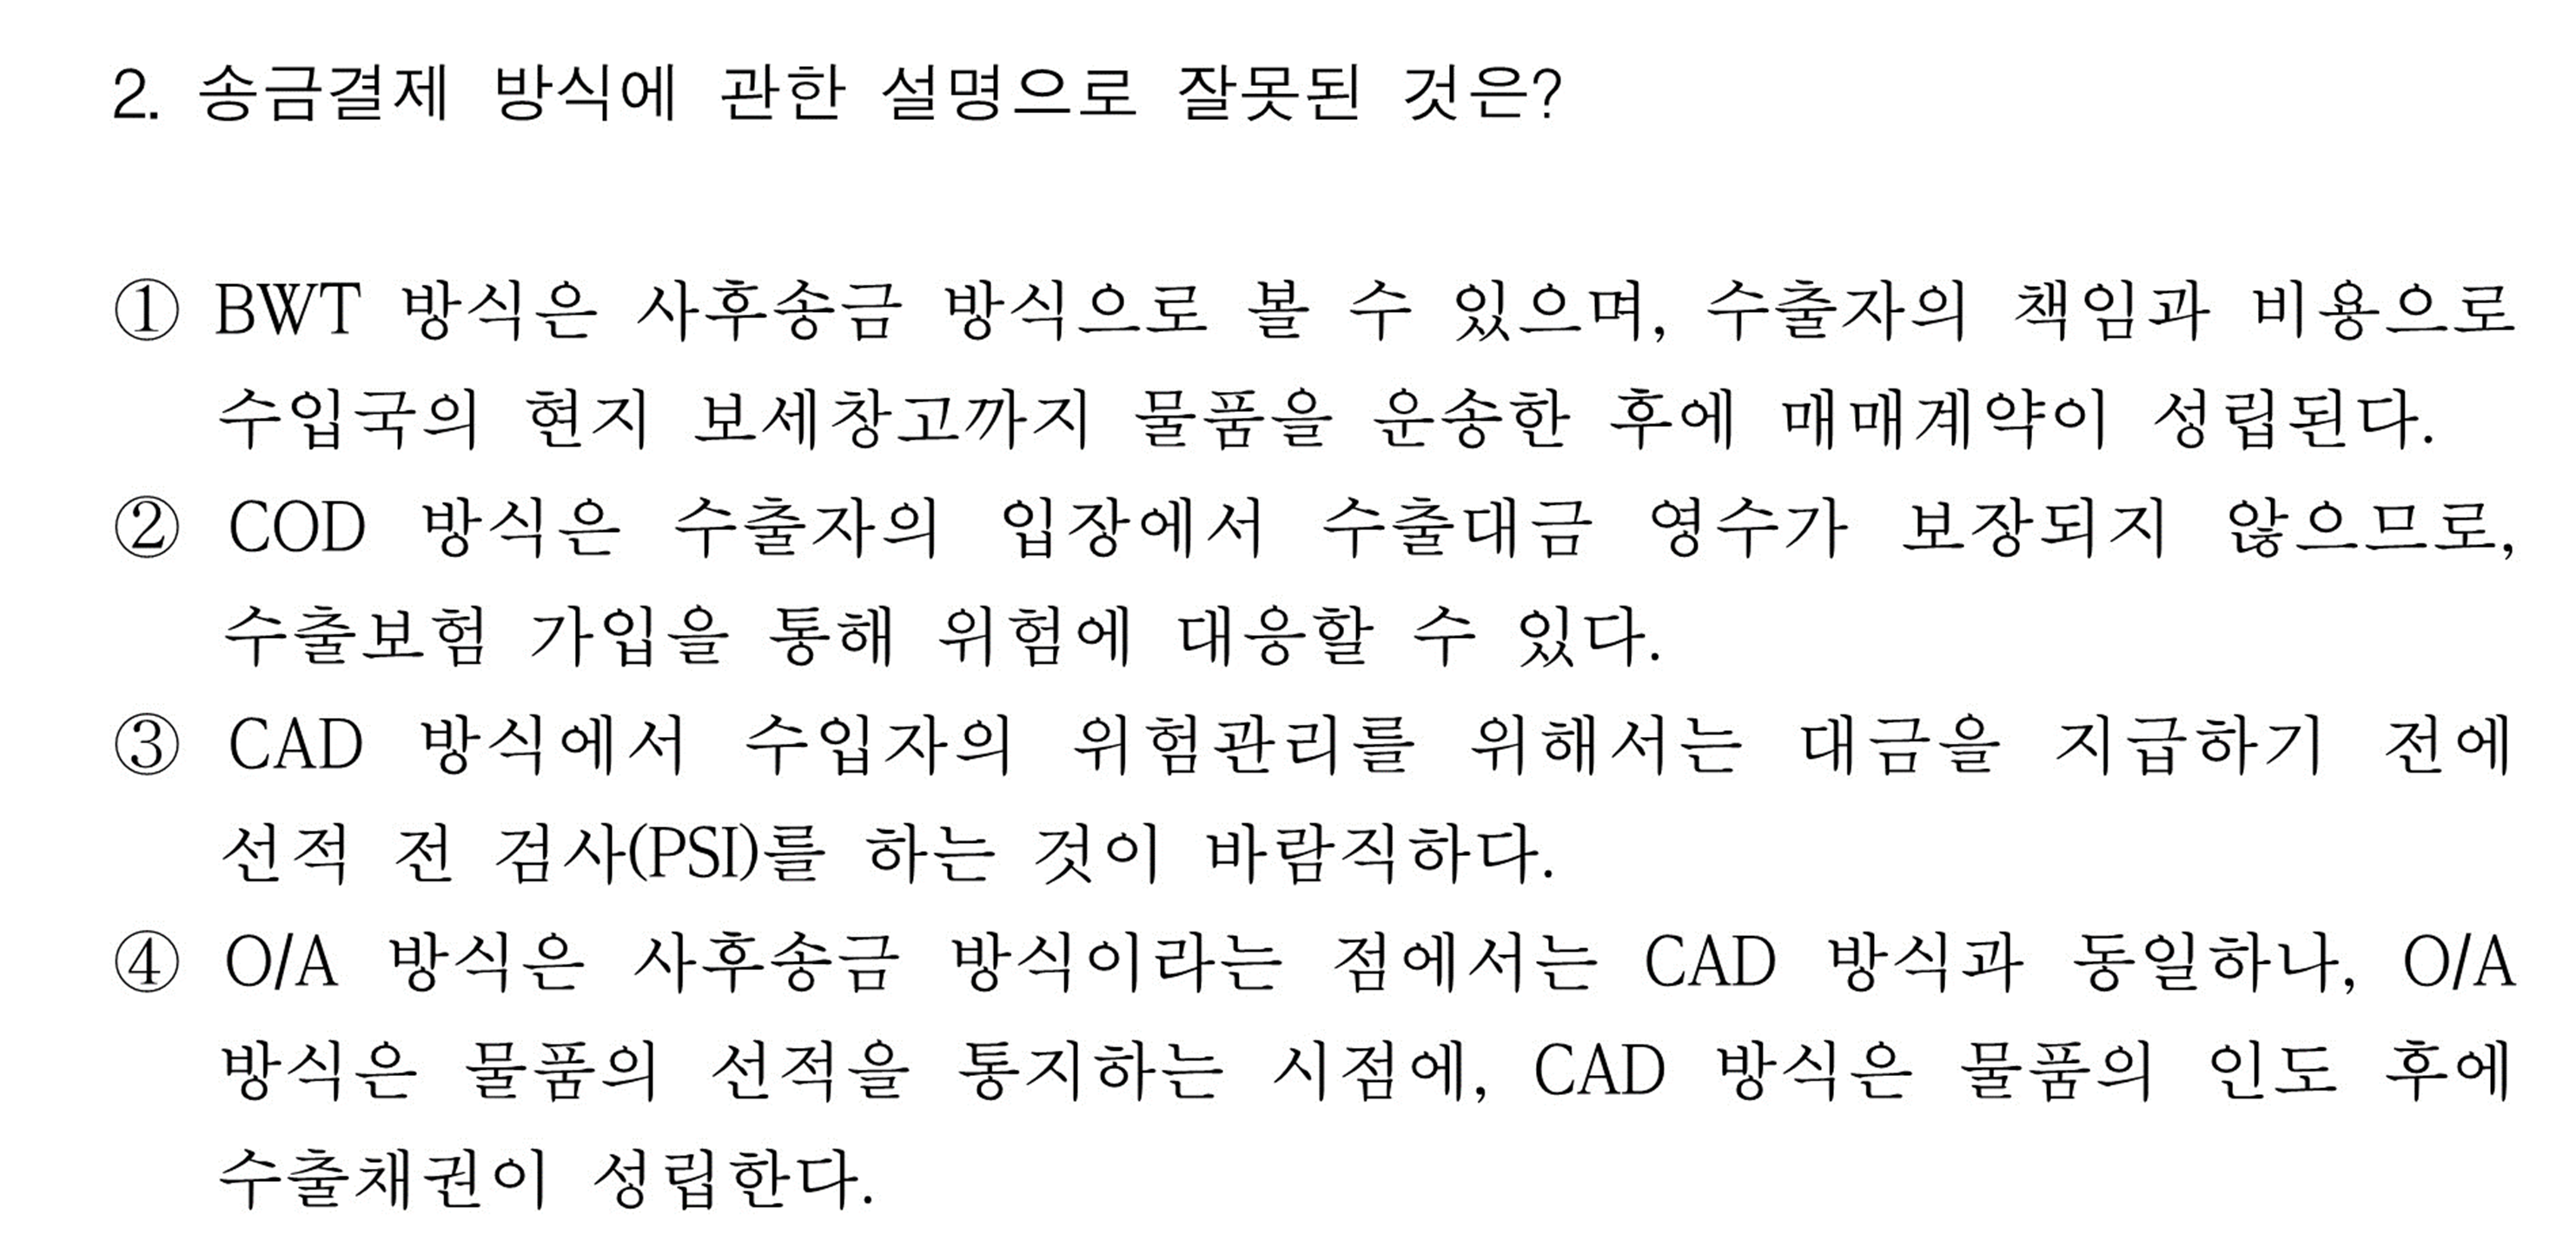 2. 송금결제 방식에 관한 설명으로 잘못된 것은?
① BWT 방식은 사후송금 방식으로 볼 수 있으며, 수출자의 책임과 비용으로
수입국의 현지 보세창고까지 물품을 운송한 후에 매매계약이 성립된다.
② COD 방식은 수출자의 입장에서 수출대금 영수가 보장되지 않으므로,
수출보험 가입을 통해 위험에 대응할 수 있다.
③ CAD 방식에서 수입자의 위험관리를 위해서는 대금을 지급하기 전에
선적 전 검사(PSI)를 하는 것이 바람직하다.
④ O/A 방식은 사후송금 방식이라는 점에서는 CAD 방식과 동일하나, O/A
방식은 물품의 선적을 통지하는 시점에, CAD 방식은 물품의 인도 후에
수출채권이 성립한다.